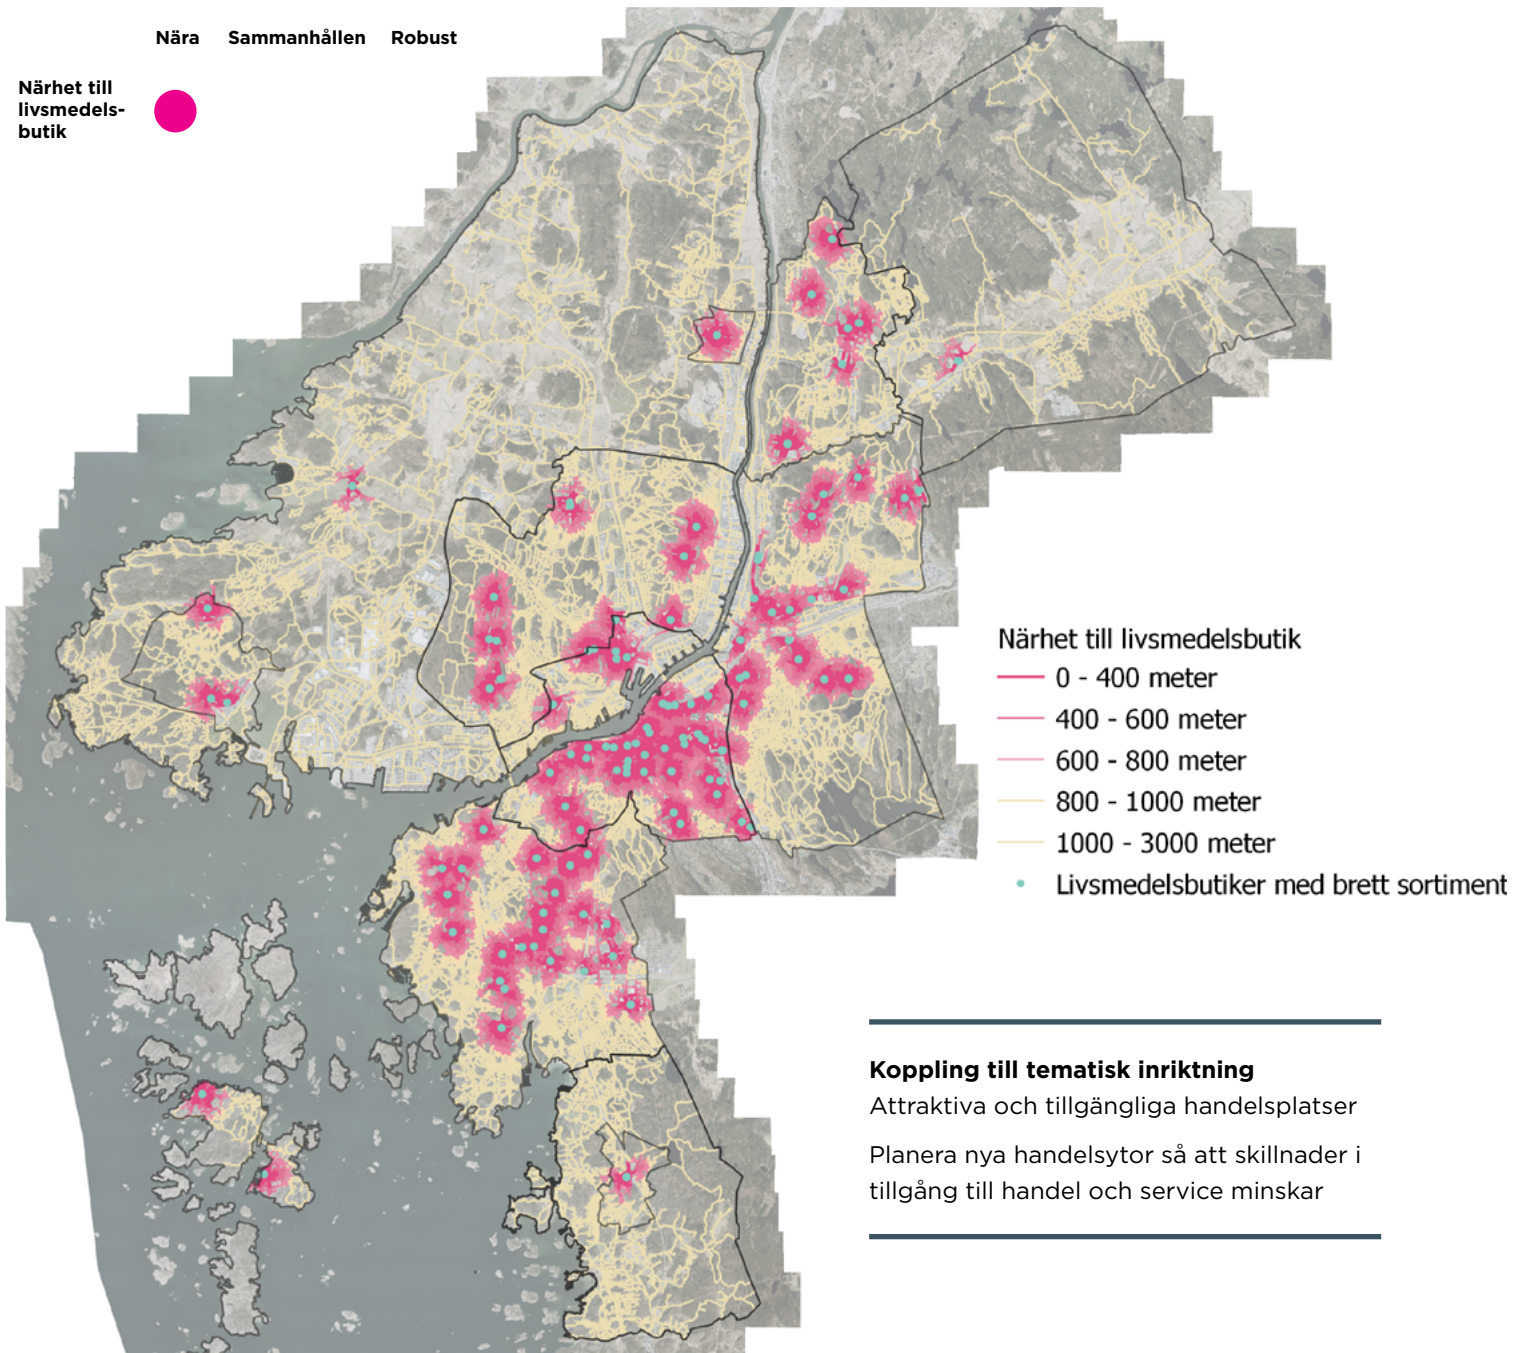 Nära Sammanhållen Robust
Närhet till
livsmedels-
butik
Närhet till livsmedelsbutik
0 - 400 meter
400 - 600 meter
600 - 800 meter
800 - 1000 meter
1000 - 3000 meter
Livsmedelsbutiker med brett sortiment
Koppling till tematisk inriktning
Attraktiva och tillgängliga handelsplatser
Planera nya handelsytor så att skillnader i
tillgång till handel och service minskar